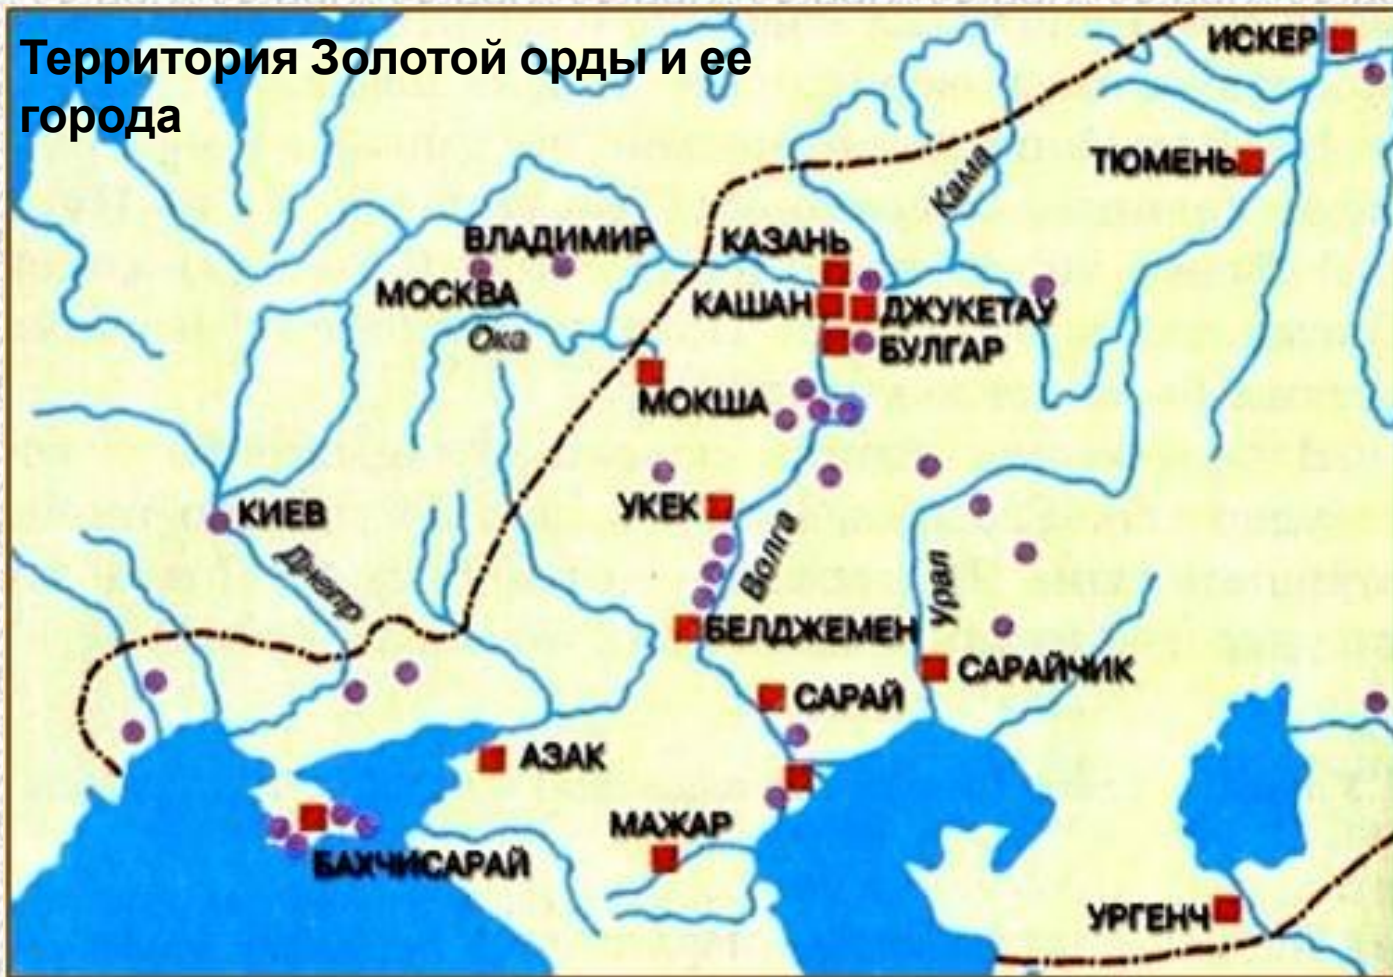 Территория Золотой орды и ее
города
ИСКЕР
ТЮМЕНЬ
Кама
ВЛАДИМИР
КАЗАНЬ
МОСКВА
КАШАН
ДЖУКЕТАУ
Ока
БУЛГАР
МОКША
УКЕК
КИЕВ
Волга
Днепр
Урал
БЕЛДЖЕМЕН
САРАЙЧИК
САРАЙ
АЗАК
МАЖАР
БАХЧИСАРАЙ
УРГЕНЧ